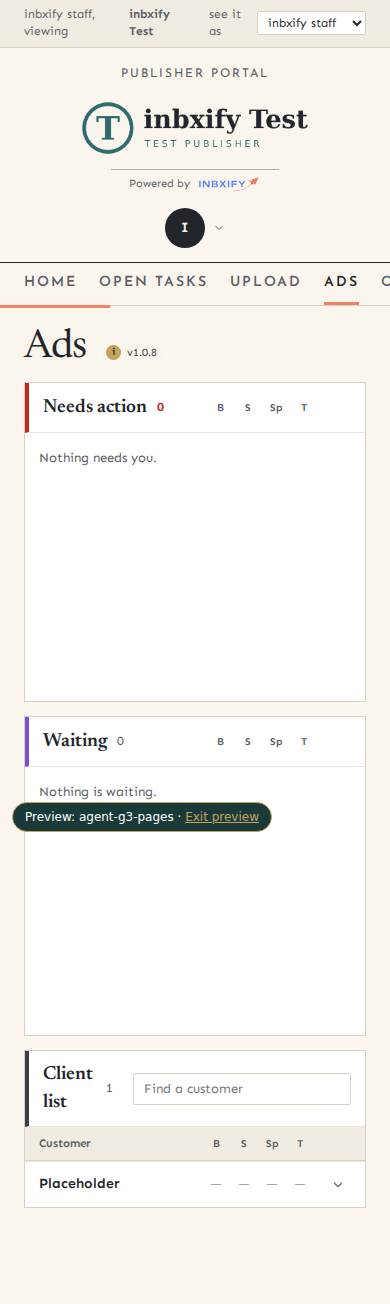 inbxify staff, viewing
inbxify Test
see it as
inbxify staff
PUBLISHER PORTAL
T
inbxify Test
TEST PUBLISHER
Powered by INBXIFY
I
HOME OPEN TASKS UPLOAD ADS
Ads i v1.0.8
Needs action 0 B S Sp T
Nothing needs you.
Waiting 0 B S Sp T
Nothing is waiting.
Preview: agent-g3-pages · Exit preview
Client list 1 Find a customer
Customer B S Sp T
Placeholder — — — —